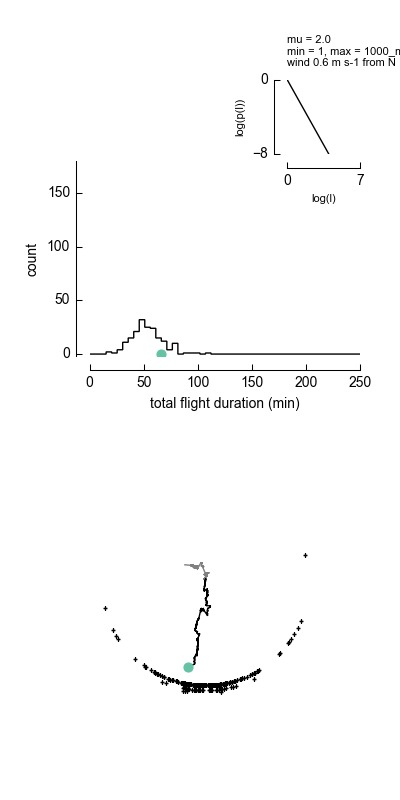 mu = 2.0
min = 1, max = 1000_m
wind 0.6 m s-1 from N
0
log(p(l))
−8
0 7
log(l)
150
100
count
50
0
0 50 100 150 200 250
total flight duration (min)